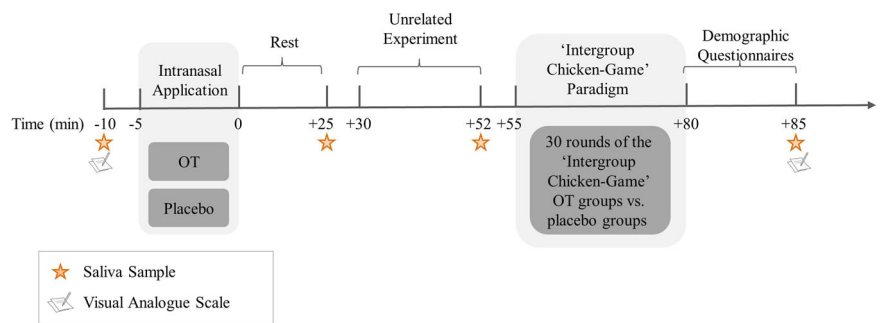 Unrelated
Experiment
Rest
Intranasal
Application
‘Intergroup
Chicken-Game’
Paradigm
Demographic
Questionnaires
Time (min) -10 -5 0 +25 +30 +52 +55 +80 +85
OT
Placebo
30 rounds of the
‘Intergroup
Chicken-Game’
OT groups vs.
placebo groups
Saliva Sample
Visual Analogue Scale